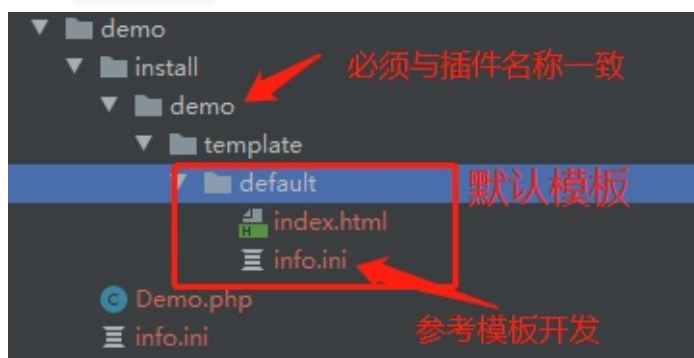 demo
install
必须与插件名称一致
demo
template
default
默认模板
index.html
info.ini
Demo.php
参考模板开发
info.ini